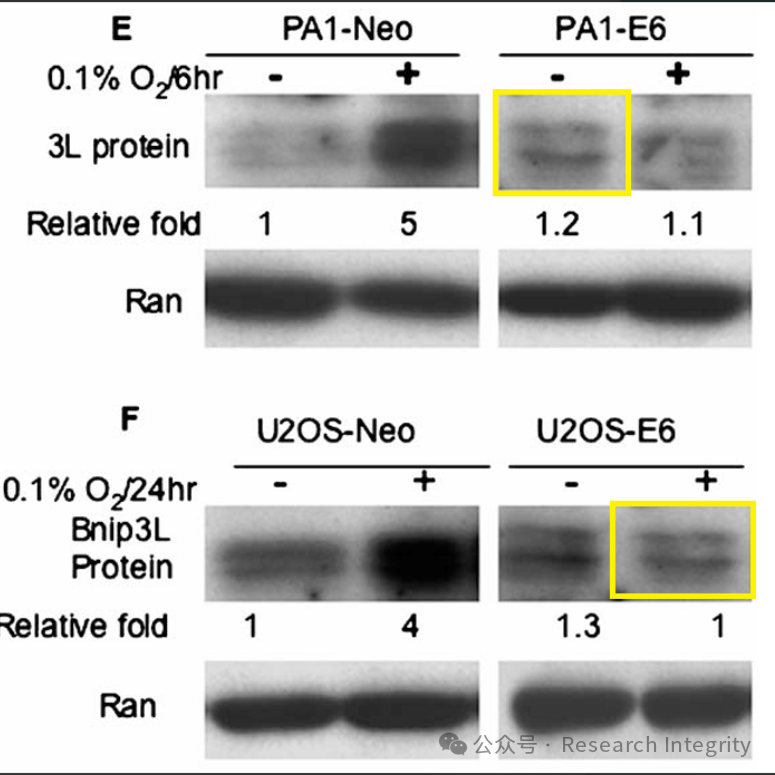 E PA1-Neo PA1-E6
0.1% O2/6hr - + - +
3L protein
Relative fold 1 5 1.2 1.1
Ran
F U2OS-Neo U2OS-E6
0.1% O2/24hr - + - +
Bnip3L
Protein
Relative fold 1 4 1.3 1
Ran
公众号 · Research Integrity